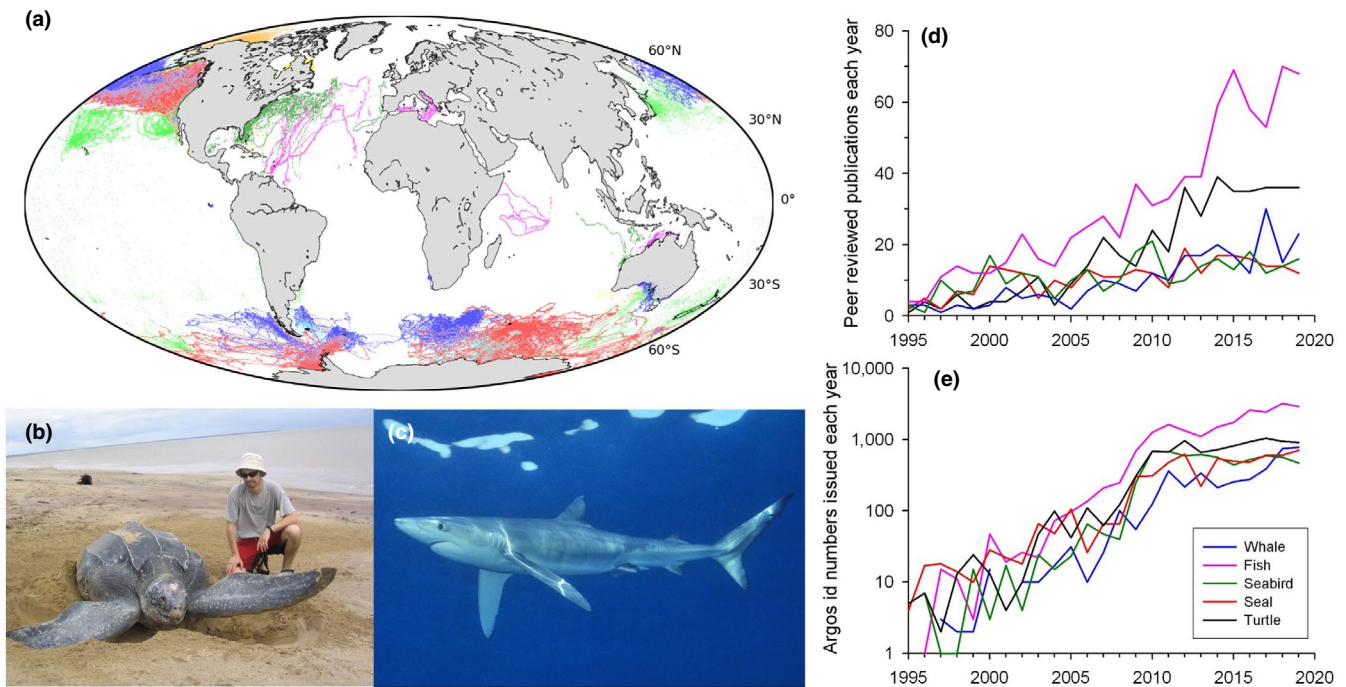 (a)
60°N
30°N
0°
30°S
60°S
(b)
(c)
(d)
Peer reviewed publications each year
80
60
40
20
0
1995
2000
2005
2010
2015
2020
(e)
Argos id numbers issued each year
10,000
1,000
100
10
1
Whale
Fish
Seabird
Seal
Turtle
1995
2000
2005
2010
2015
2020